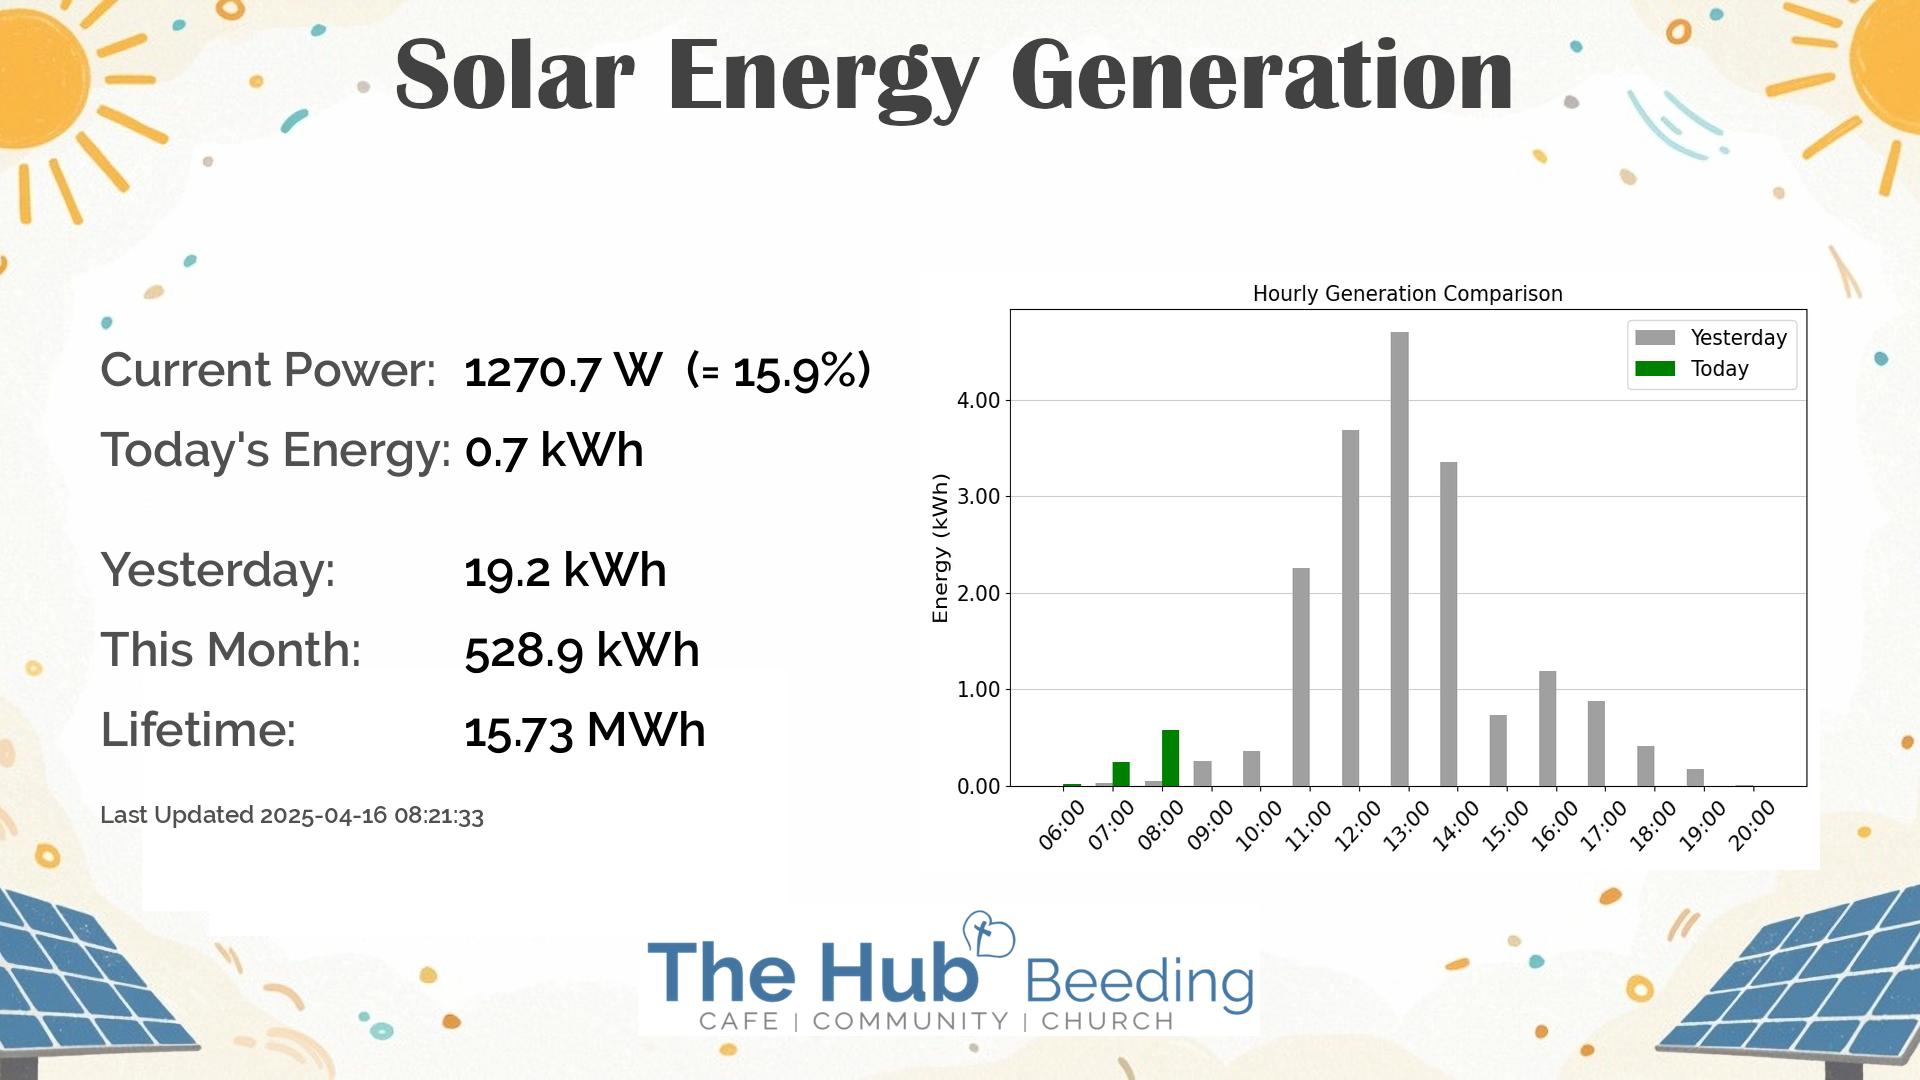 Solar Energy Generation
Current Power: 1270.7 W (= 15.9%)
Today's Energy: 0.7 kWh
Yesterday: 19.2 kWh
This Month: 528.9 kWh
Lifetime: 15.73 MWh
Last Updated 2025-04-16 08:21:33
Hourly Generation Comparison
Yesterday
Today
Energy (kWh)
4.00
3.00
2.00
1.00
0.00
06:00 07:00 08:00 09:00 10:00 11:00 12:00 13:00 14:00 15:00 16:00 17:00 18:00 19:00 20:00
The Hub Beeding
CAFE | COMMUNITY | CHURCH